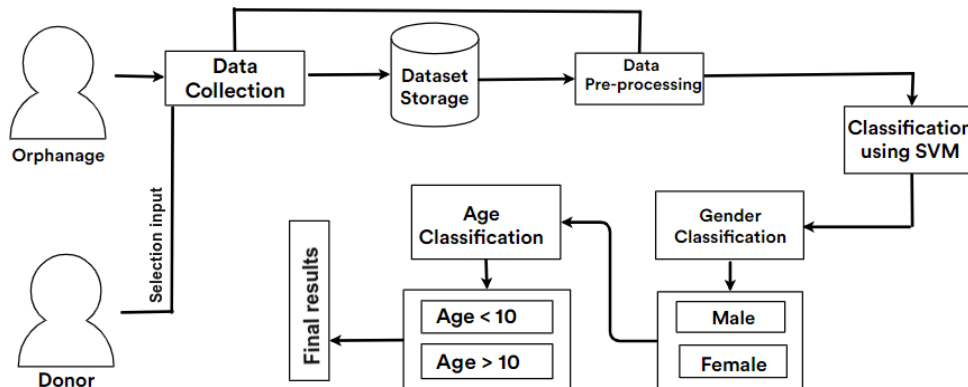 Orphanage
Data
Collection
Dataset
Storage
Data
Pre-processing
Classification
using SVM
Selection input
Donor
Gender
Classification
Male
Female
Age
Classification
Age < 10
Age > 10
Final results